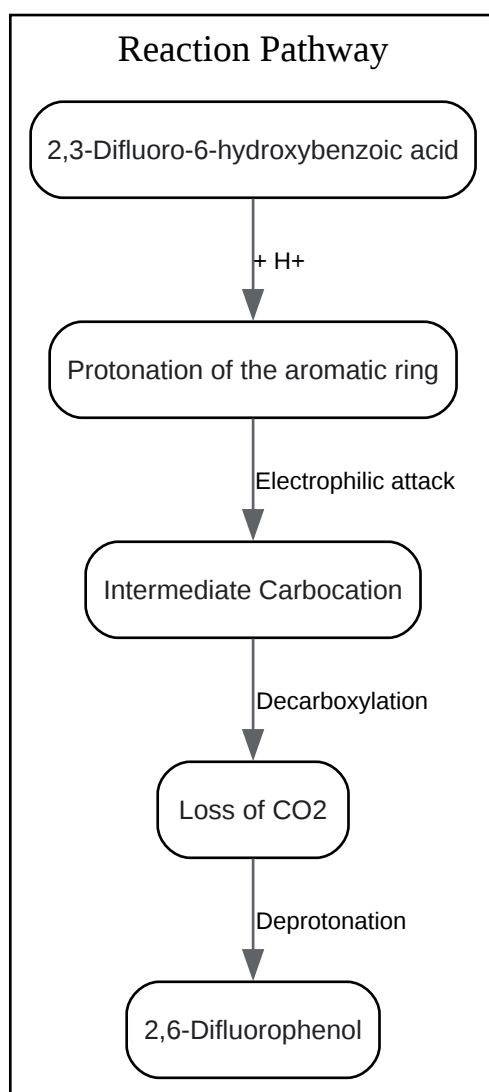 Reaction Pathway
2,3-Difluoro-6-hydroxybenzoic acid
+ H+
Protonation of the aromatic ring
Electrophilic attack
Intermediate Carbocation
Decarboxylation
Loss of CO2
Deprotonation
2,6-Difluorophenol